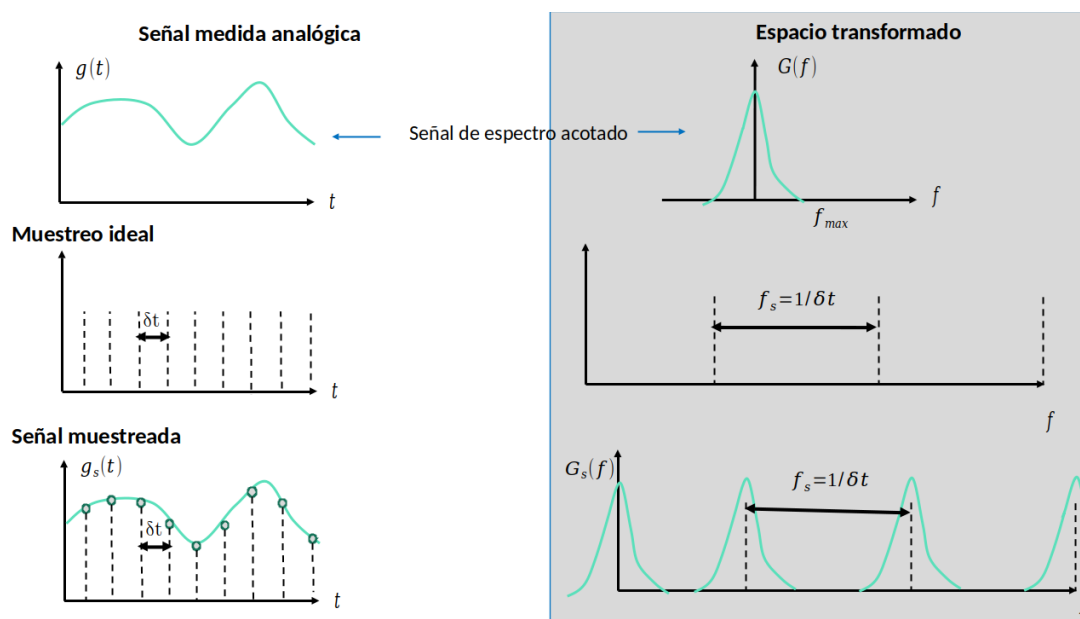 Señal medida analógica
Espacio transformado
g(t)
G(f)
Señal de espectro acotado
t
f
f_max
Muestreo ideal
δt
f_s=1/δt
t
f
Señal muestreada
g_s(t)
G_s(f)
f_s=1/δt
δt
t